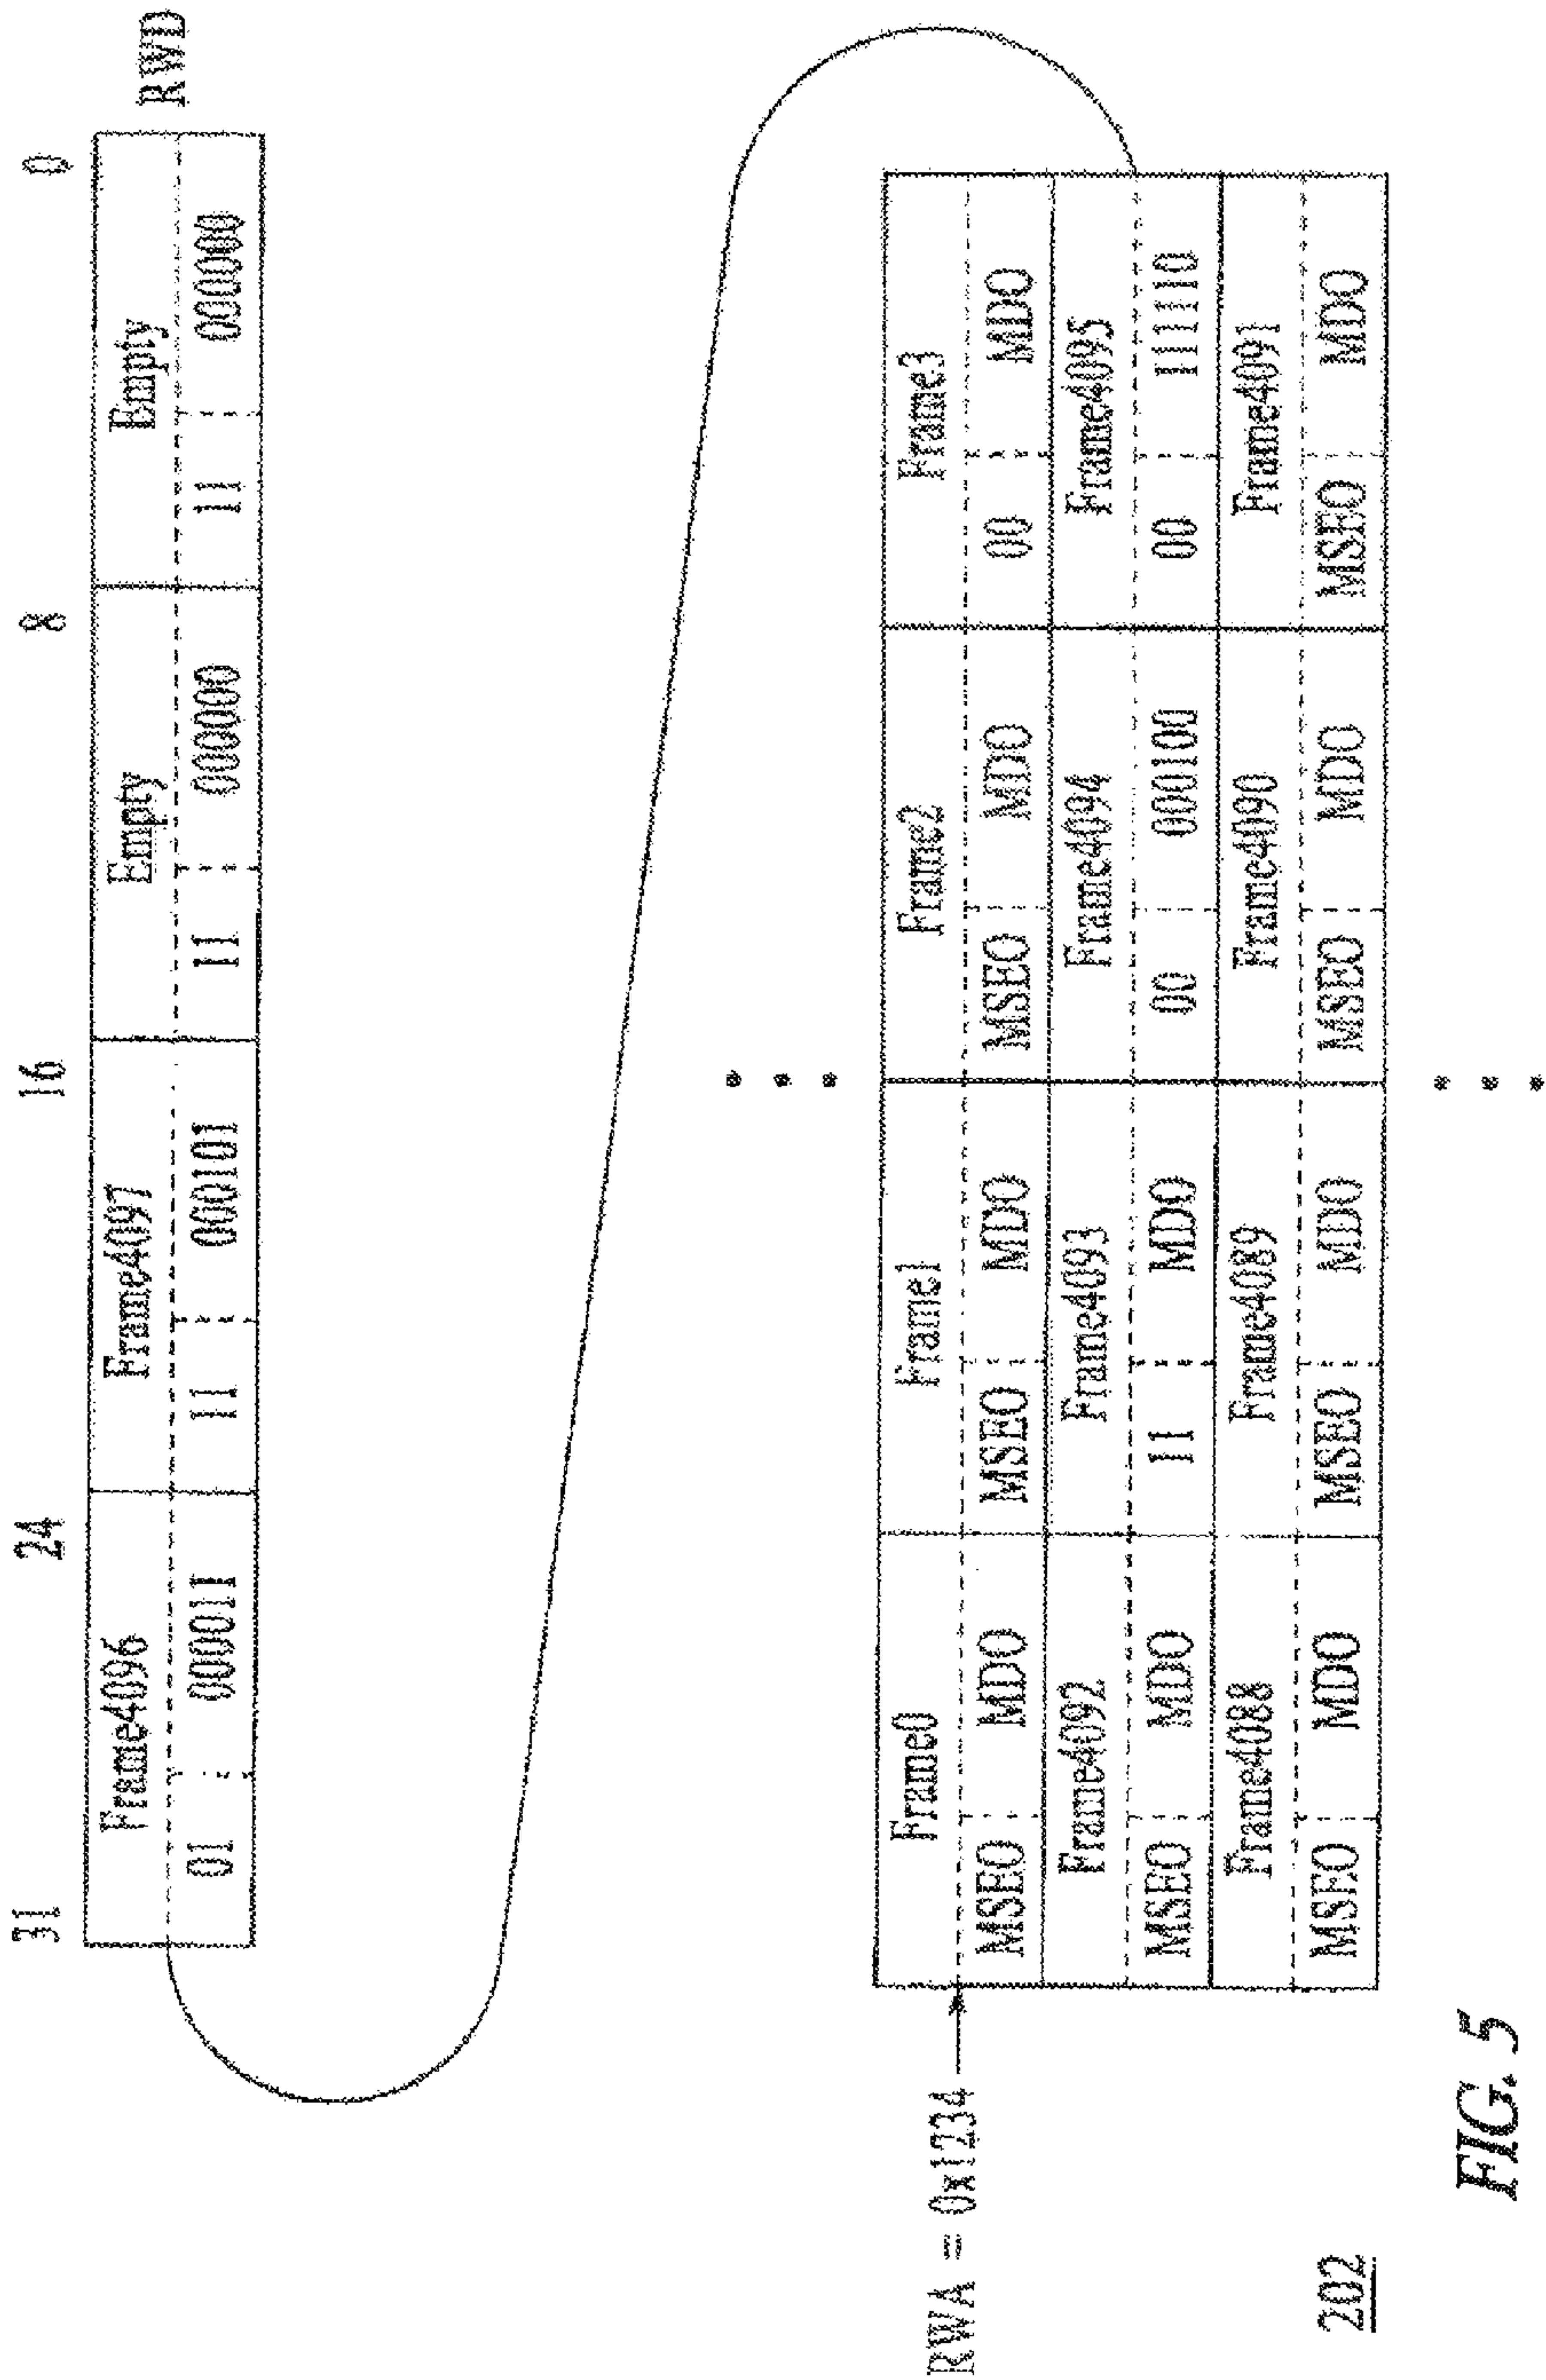 31 24 16 8 0
Frame4096 Frame4097 Empty Empty
01 000011 11 000101 11 000000 11 000000
RWD
RWA = 0x1234
Frame0 Frame1 Frame2 Frame3
MSEO MDO MSEO MDO MSEO MDO 00 MDO
Frame4092 Frame4093 Frame4094 Frame4095
MSEO MDO 11 MDO 00 000100 00 111110
Frame4088 Frame4089 Frame4090 Frame4091
MSEO MDO MSEO MDO MSEO MDO MSEO MDO
202
FIG. 5